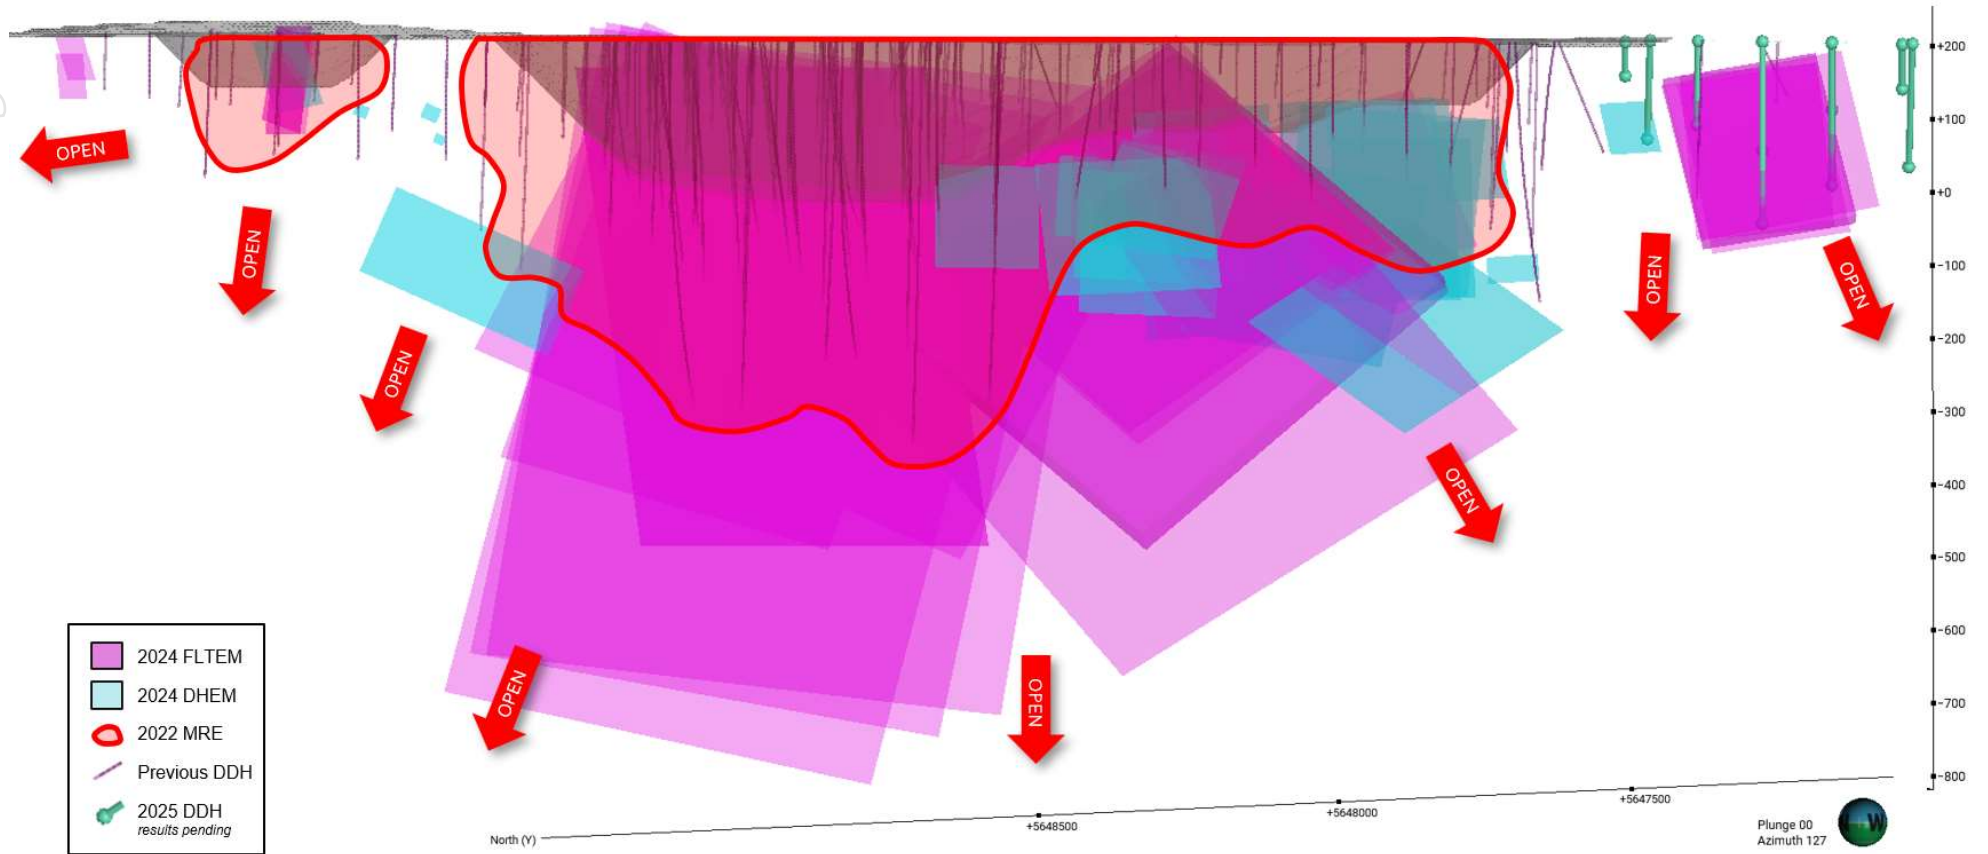 +200
+100
+0
-100
-200
-300
-400
-500
-600
-700
-800
OPEN
OPEN
OPEN
OPEN
OPEN
OPEN
OPEN
OPEN
2024 FLTEM
2024 DHEM
2022 MRE
Previous DDH
2025 DDH
results pending
North (Y)
+5648500
+5648000
+5647500
Plunge 00
Azimuth 127
W